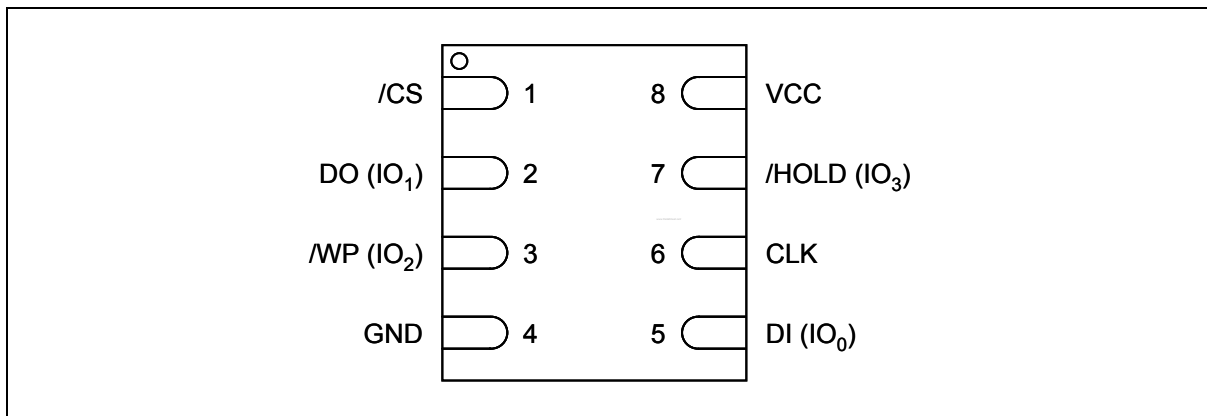 /CS 1 8 VCC
DO (IO₁) 2 7 /HOLD (IO₃)
/WP (IO₂) 3 6 CLK
GND 4 5 DI (IO₀)